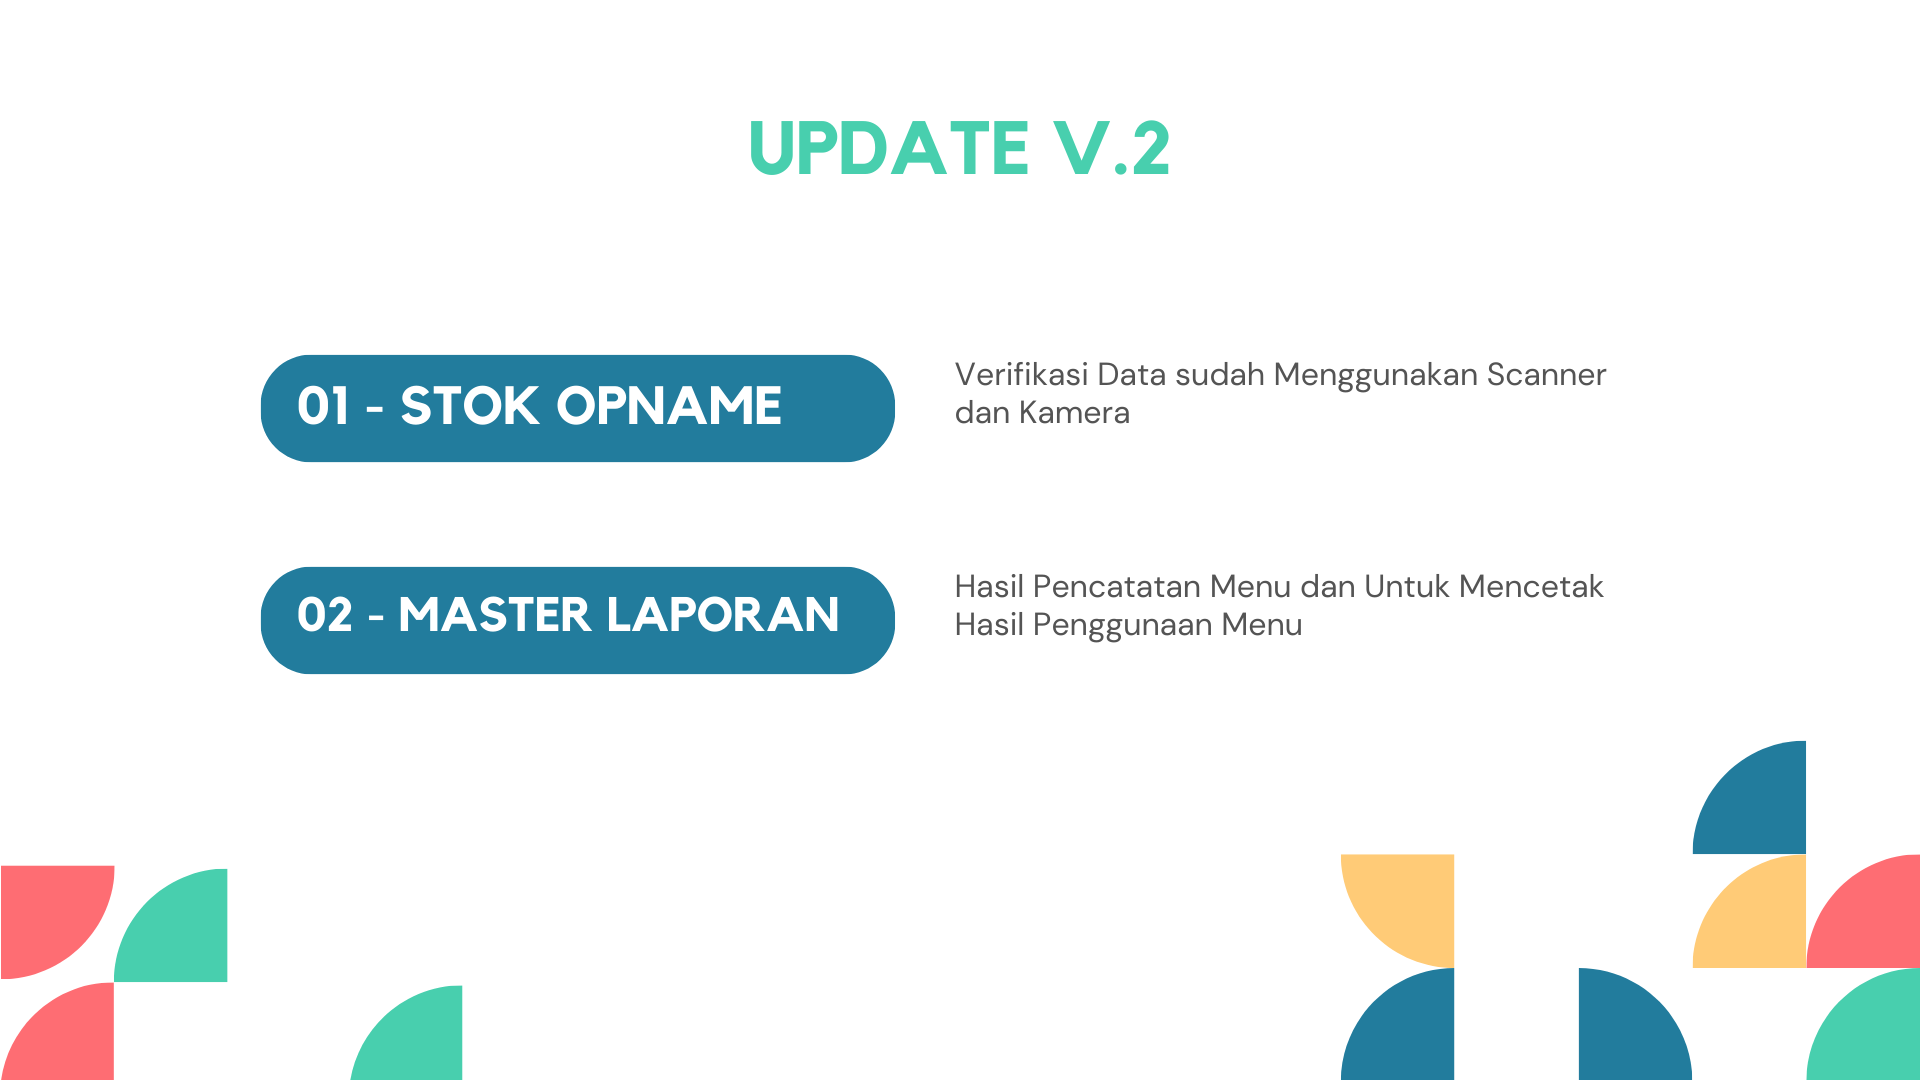 UPDATE V.2
01 - STOK OPNAME
Verifikasi Data sudah Menggunakan Scanner
dan Kamera
02 - MASTER LAPORAN
Hasil Pencatatan Menu dan Untuk Mencetak
Hasil Penggunaan Menu